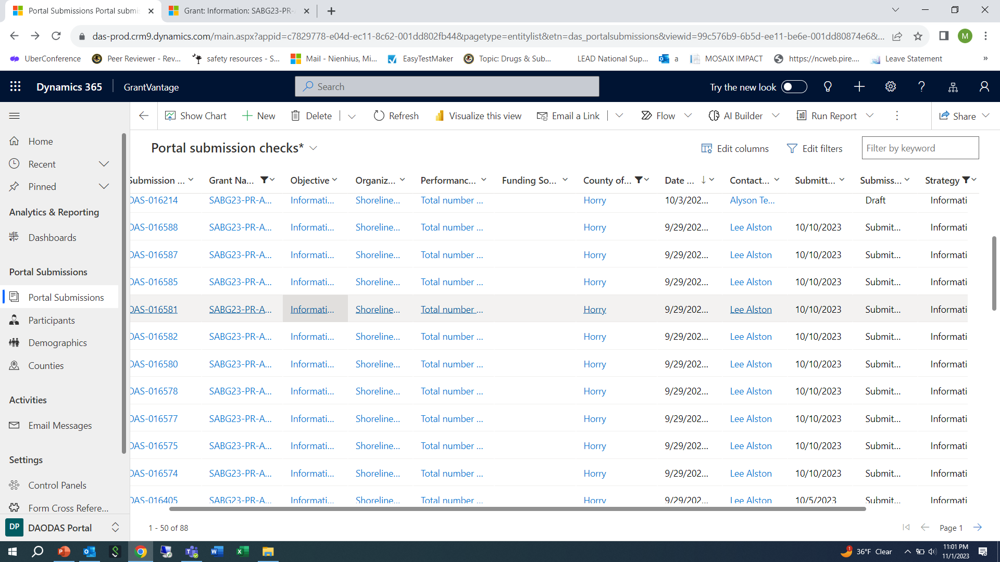 Portal Submissions Portal submi
Grant: Information: SABG23-PR-
das-prod.crm9.dynamics.com/main.aspx?appid=c7829778-e04d-ec11-8c62-001dd802fb44&pagetype=entitylist&etn=das_portalsubmissions&viewid=99c576b9-6b5d-ee11-be6e-001dd80874e6&...
M
UberConference Peer Reviewer - Rev... safety resources - S... Mail - Nienhius, Mi... EasyTestMaker Topic: Drugs & Sub... LEAD National Sup... a MOSAIX IMPACT https://ncweb.pire.... Leave Statement »
Dynamics 365 GrantVantage Search Try the new look
Show Chart New Delete Refresh Visualize this view Email a Link Flow AI Builder Run Report Share
Home
Recent
Pinned
Analytics & Reporting
Dashboards
Portal Submissions
Portal Submissions
Participants
Demographics
Counties
Activities
Email Messages
Settings
Control Panels
Form Cross Refere...
DP DAODAS Portal
Portal submission checks* Edit columns Edit filters Filter by keyword
Submission ... Grant Na... Objective Organiz... Performanc... Funding So... County of... Date ... Contact... Submitt... Submiss... Strategy
DAS-016214 SABG23-PR-A... Informati... Shoreline... Total number ... Horry 10/3/202... Alyson Te... Draft Informati
DAS-016588 SABG23-PR-A... Informati... Shoreline... Total number ... Horry 9/29/202... Lee Alston 10/10/2023 Submit... Informati
DAS-016587 SABG23-PR-A... Informati... Shoreline... Total number ... Horry 9/29/202... Lee Alston 10/10/2023 Submit... Informati
DAS-016585 SABG23-PR-A... Informati... Shoreline... Total number ... Horry 9/29/202... Lee Alston 10/10/2023 Submit... Informati
DAS-016581 SABG23-PR-A... Informati... Shoreline... Total number ... Horry 9/29/202... Lee Alston 10/10/2023 Submit... Informati
DAS-016582 SABG23-PR-A... Informati... Shoreline... Total number ... Horry 9/29/202... Lee Alston 10/10/2023 Submit... Informati
DAS-016580 SABG23-PR-A... Informati... Shoreline... Total number ... Horry 9/29/202... Lee Alston 10/10/2023 Submit... Informati
DAS-016578 SABG23-PR-A... Informati... Shoreline... Total number ... Horry 9/29/202... Lee Alston 10/10/2023 Submit... Informati
DAS-016577 SABG23-PR-A... Informati... Shoreline... Total number ... Horry 9/29/202... Lee Alston 10/10/2023 Submit... Informati
DAS-016575 SABG23-PR-A... Informati... Shoreline... Total number ... Horry 9/29/202... Lee Alston 10/10/2023 Submit... Informati
DAS-016574 SABG23-PR-A... Informati... Shoreline... Total number ... Horry 9/29/202... Lee Alston 10/10/2023 Submit... Informati
DAS-016405 SABG23-PR-A... Informati... Shoreline... Total number ... Horry 9/29/202... Lee Alston 10/5/2023 Submit... Informati
1 - 50 of 88 Page 1
1 36°F Clear 11:01 PM
11/1/2023